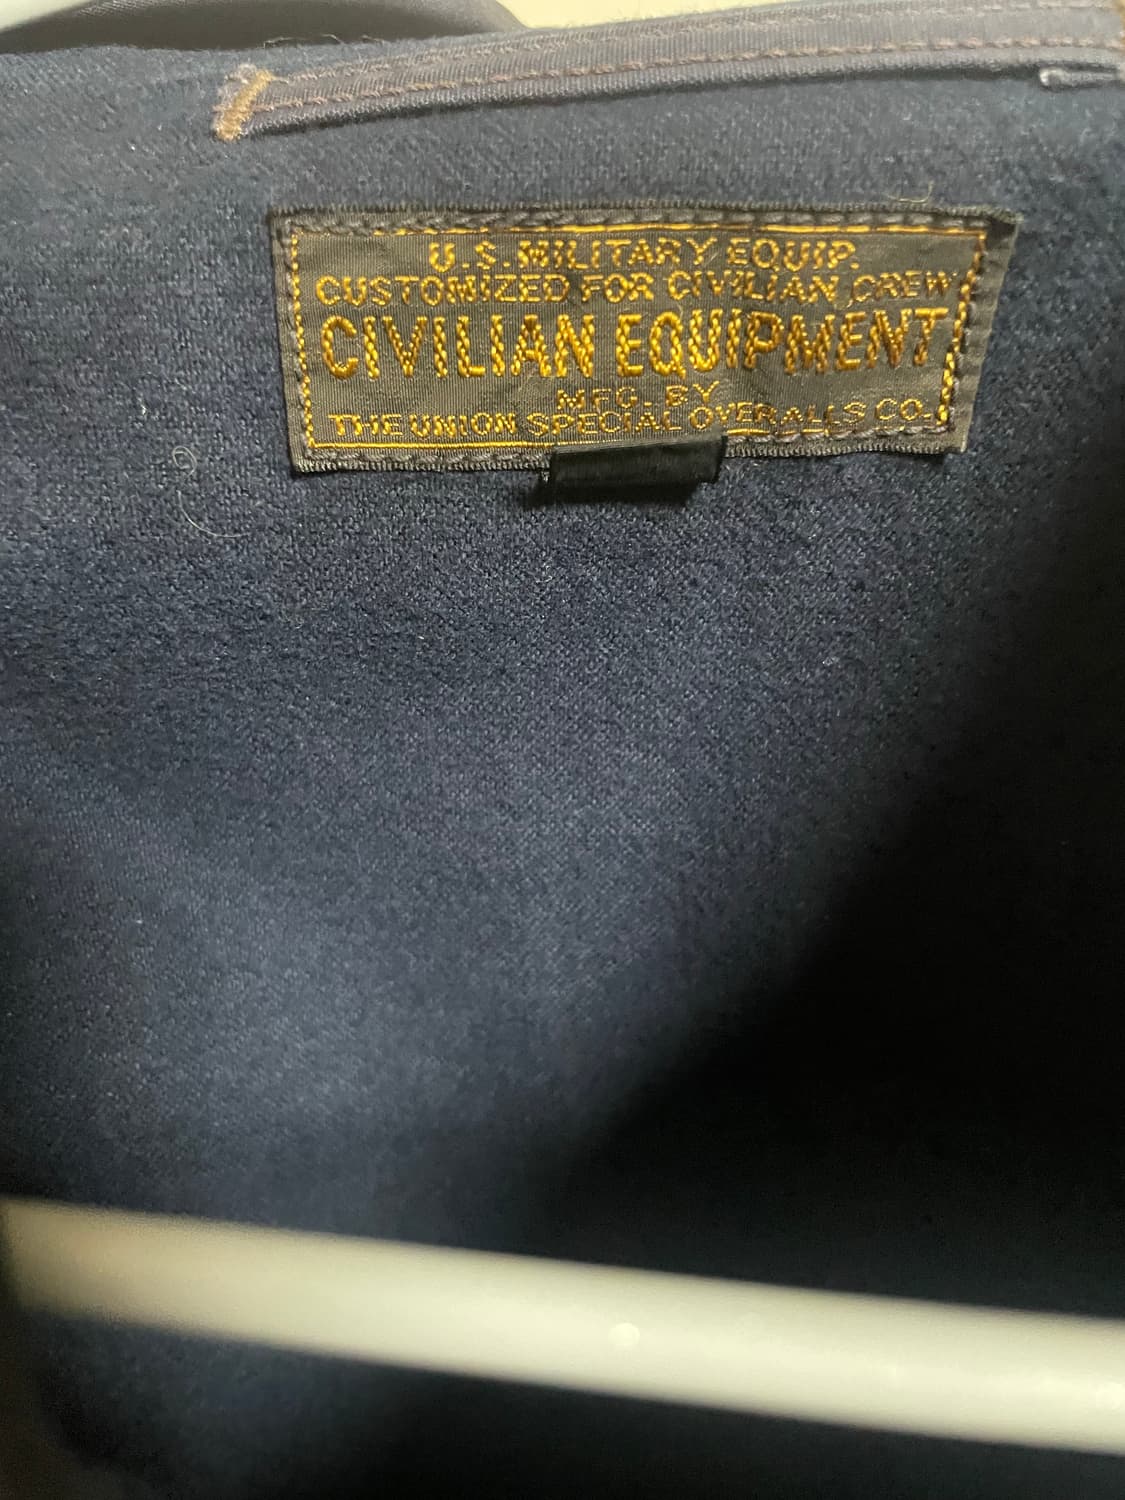 U.S. MILITARY EQUIP.
CUSTOMIZED FOR CIVILIAN CREW
CIVILIAN EQUIPMENT
MFG. BY
THE UNION SPECIAL OVERALLS CO.